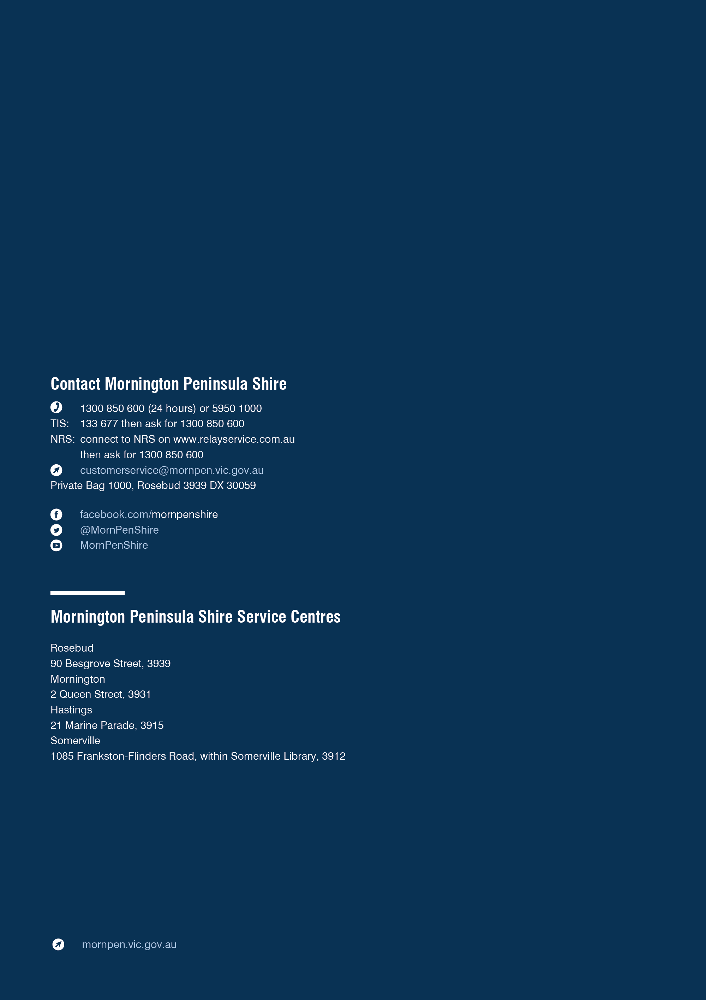 Contact Mornington Peninsula Shire
1300 850 600 (24 hours) or 5950 1000
TIS: 133 677 then ask for 1300 850 600
NRS: connect to NRS on www.relayservice.com.au
then ask for 1300 850 600
customerservice@mornpen.vic.gov.au
Private Bag 1000, Rosebud 3939 DX 30059
facebook.com/mornpenshire
@MornPenShire
MornPenShire
Mornington Peninsula Shire Service Centres
Rosebud
90 Besgrove Street, 3939
Mornington
2 Queen Street, 3931
Hastings
21 Marine Parade, 3915
Somerville
1085 Frankston-Flinders Road, within Somerville Library, 3912
mornpen.vic.gov.au